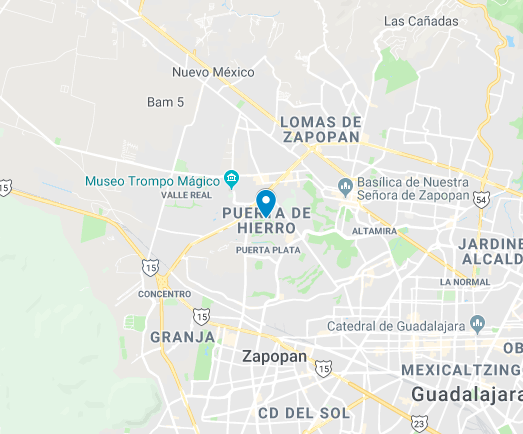 Las Cañadas
Nuevo México
Bam 5
LOMAS DE
ZAPOPAN
Museo Trompo Mágico
VALLE REAL
Basílica de Nuestra
Señora de Zapopan
54
PUERTA DE
HIERRO
ALTAMIRA
PUERTA PLATA
JARDINE
ALCALD
15
LA NORMAL
CONCENTRO
15
GRANJA
Catedral de Guadalajara
OB
Zapopan
15
MEXICALTZINGO
Guadalajara
CD DEL SOL
23